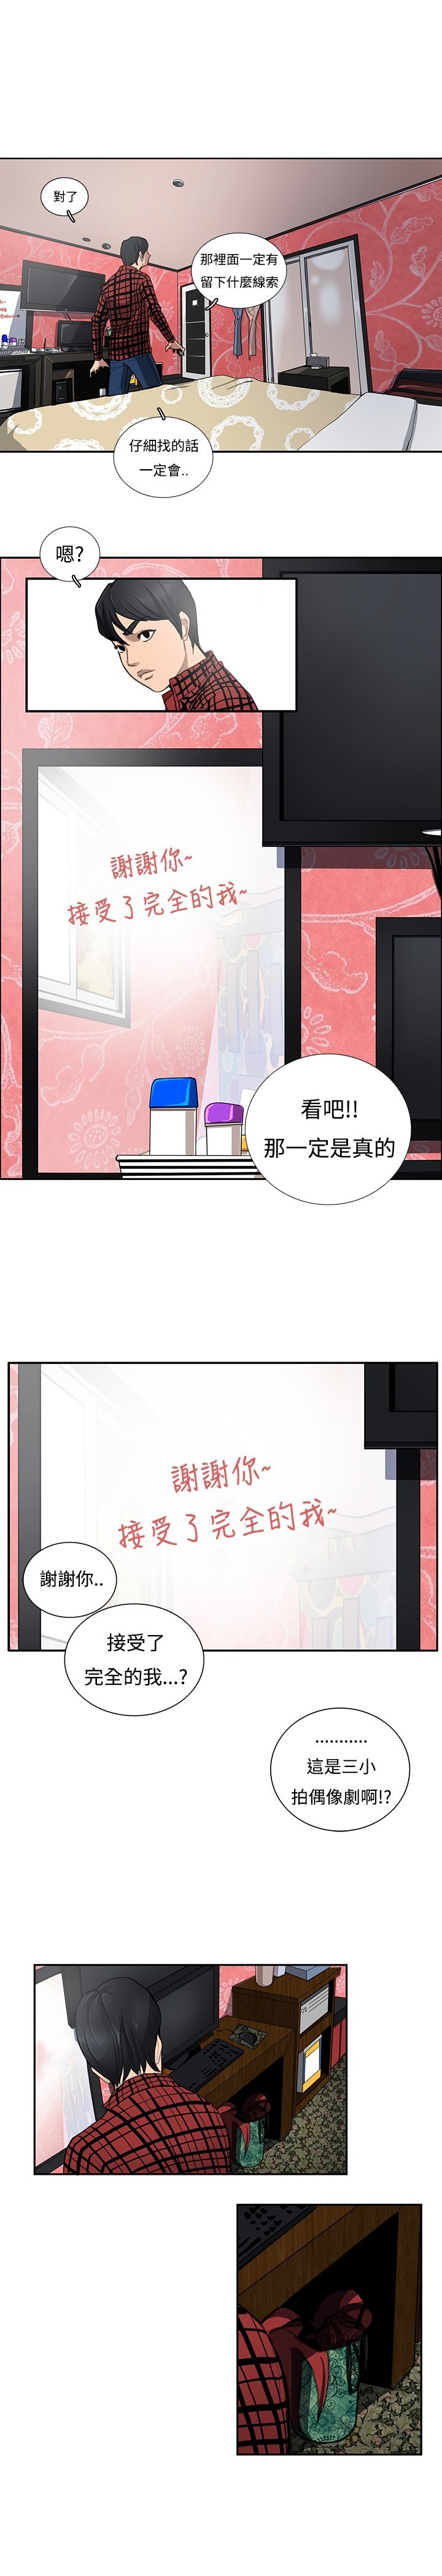 對了
那裡面一定有
留下什麼線索
仔細找的話
一定會..
嗯?
謝謝你~
接受了完全的我~
看吧!!
那一定是真的
謝謝你~
接受了完全的我~
謝謝你..
接受了
完全的我...?
...........
這是三小
拍偶像劇啊!?